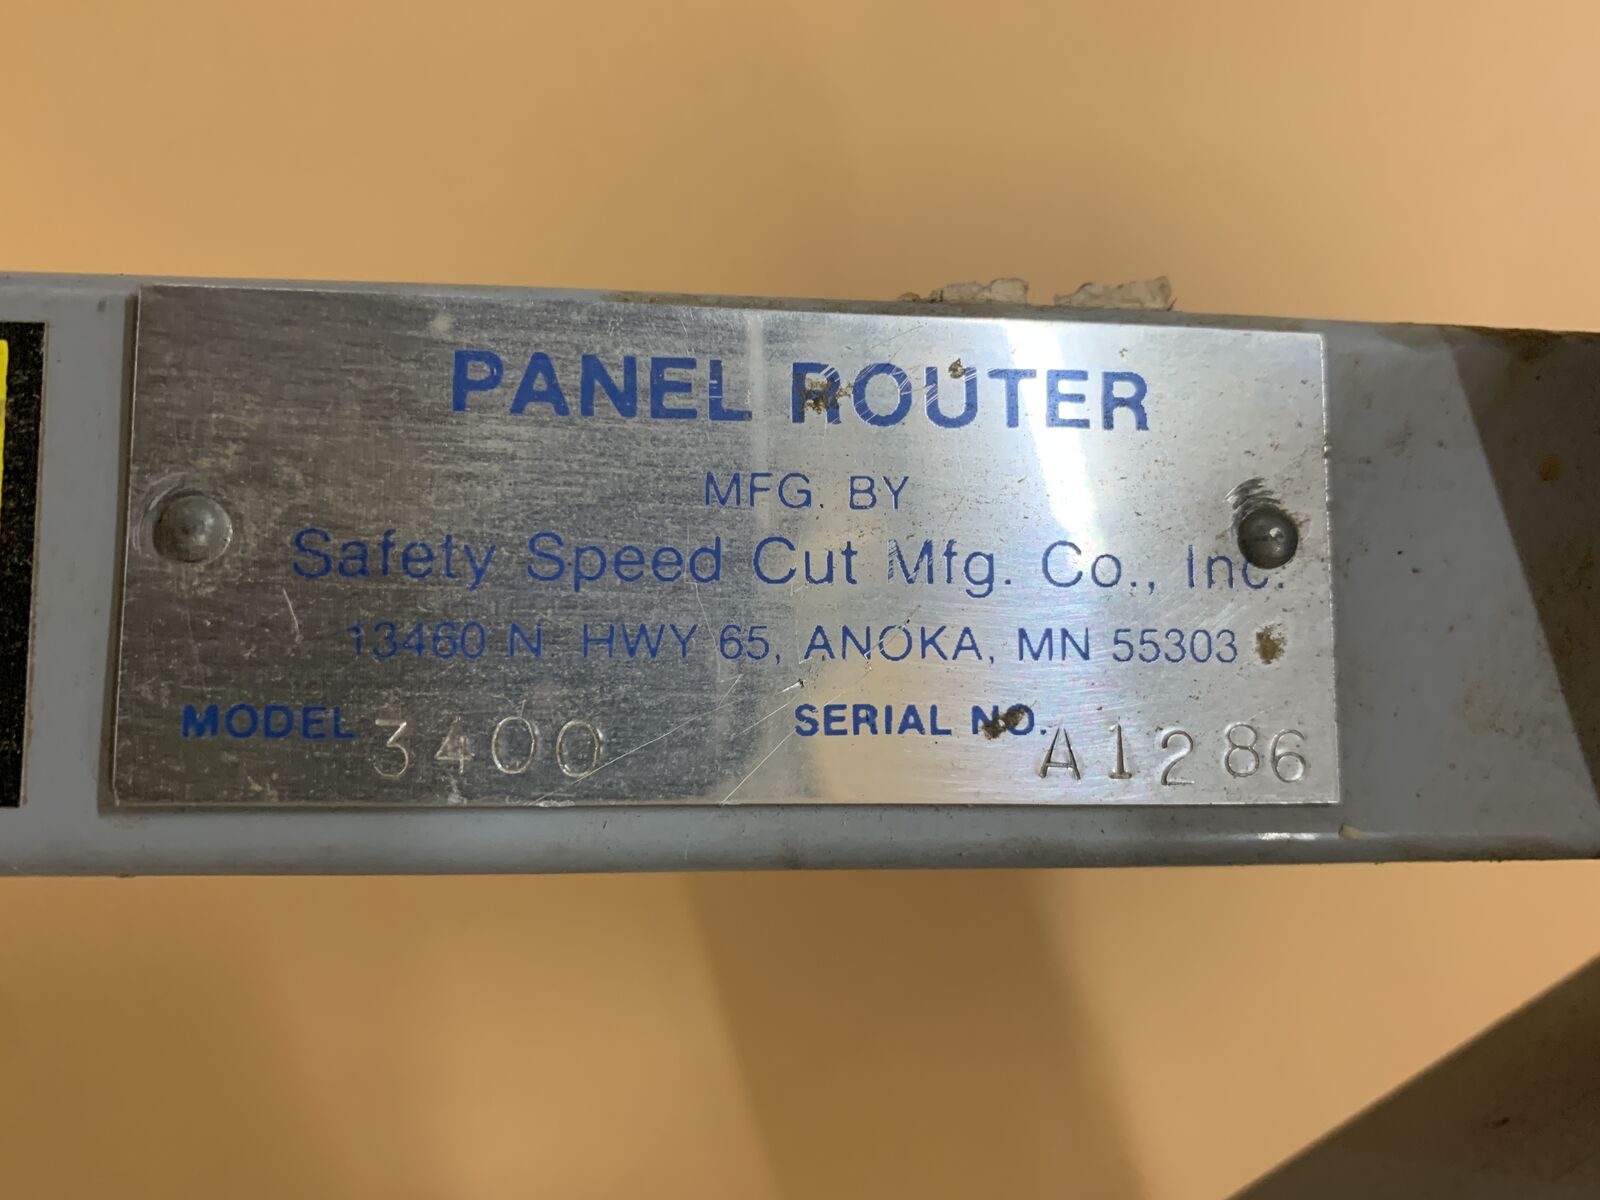 PANEL ROUTER
MFG. BY
Safety Speed Cut Mfg. Co., Inc.
13460 N. HWY 65, ANOKA, MN 55303
MODEL 3400 SERIAL NO. A1286